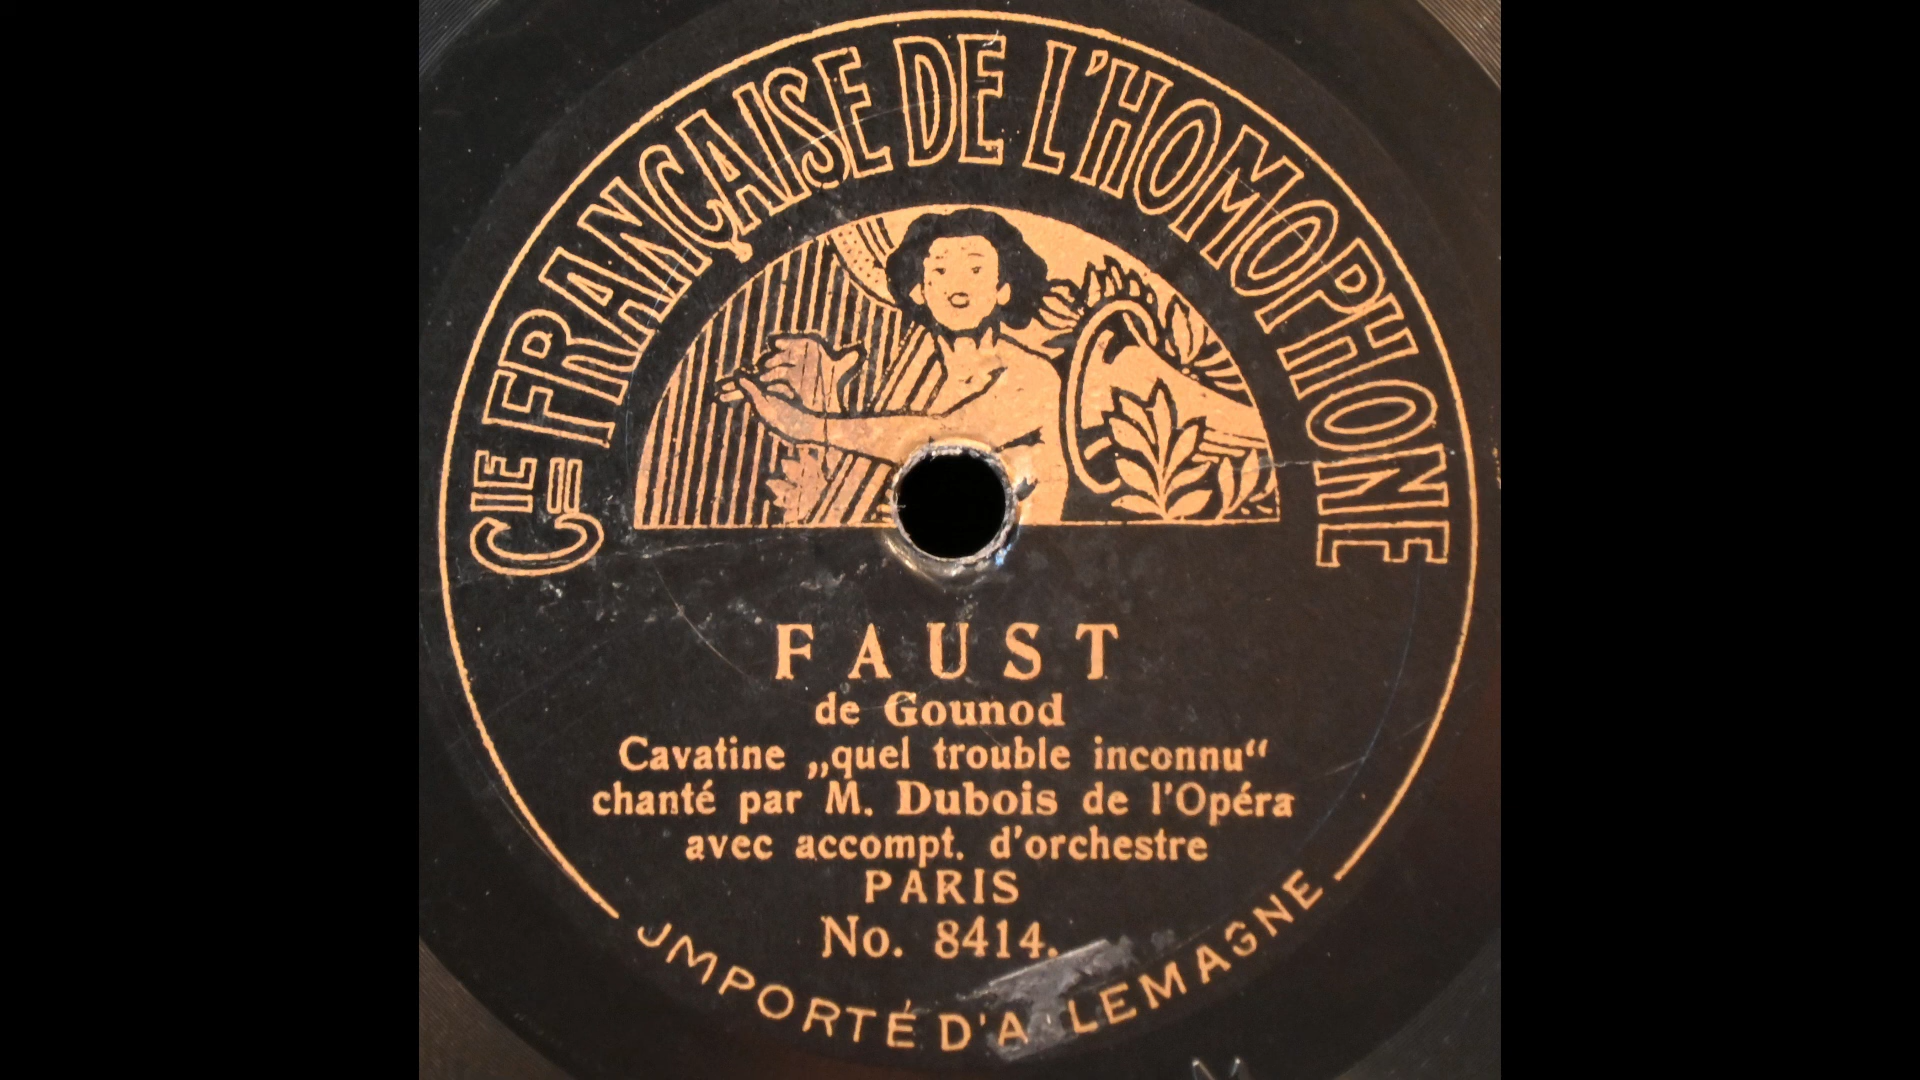 CIE FRANÇAISE DE L'HOMOPHONE
FAUST
de Gounod
Cavatine „quel trouble inconnu“
chanté par M. Dubois de l'Opéra
avec accompt. d'orchestre
PARIS
No. 8414.
JMPORTÉ D'A LEMAGNE